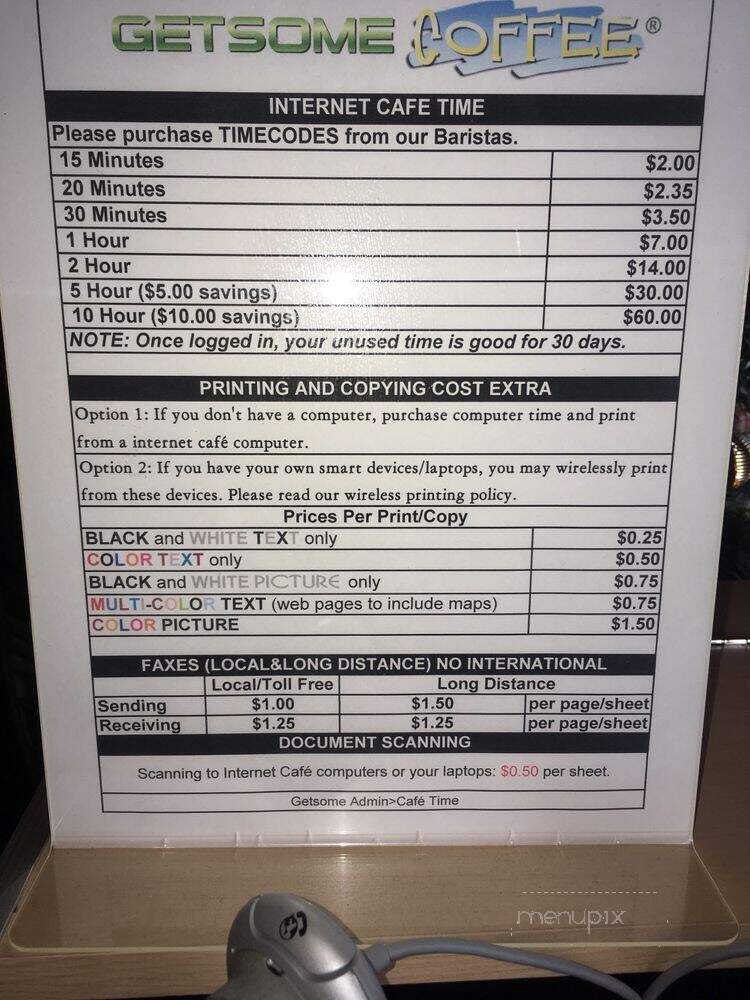 GETSOME COFFEE®
INTERNET CAFE TIME
Please purchase TIMECODES from our Baristas.
15 Minutes $2.00
20 Minutes $2.35
30 Minutes $3.50
1 Hour $7.00
2 Hour $14.00
5 Hour ($5.00 savings) $30.00
10 Hour ($10.00 savings) $60.00
NOTE: Once logged in, your unused time is good for 30 days.
PRINTING AND COPYING COST EXTRA
Option 1: If you don't have a computer, purchase computer time and print
from a internet café computer.
Option 2: If you have your own smart devices/laptops, you may wirelessly print
from these devices. Please read our wireless printing policy.
Prices Per Print/Copy
BLACK and WHITE TEXT only $0.25
COLOR TEXT only $0.50
BLACK and WHITE PICTURE only $0.75
MULTI-COLOR TEXT (web pages to include maps) $0.75
COLOR PICTURE $1.50
FAXES (LOCAL&LONG DISTANCE) NO INTERNATIONAL
Local/Toll Free Long Distance
Sending $1.00 $1.50 per page/sheet
Receiving $1.25 $1.25 per page/sheet
DOCUMENT SCANNING
Scanning to Internet Café computers or your laptops: $0.50 per sheet.
Getsome Admin>Café Time
menupix